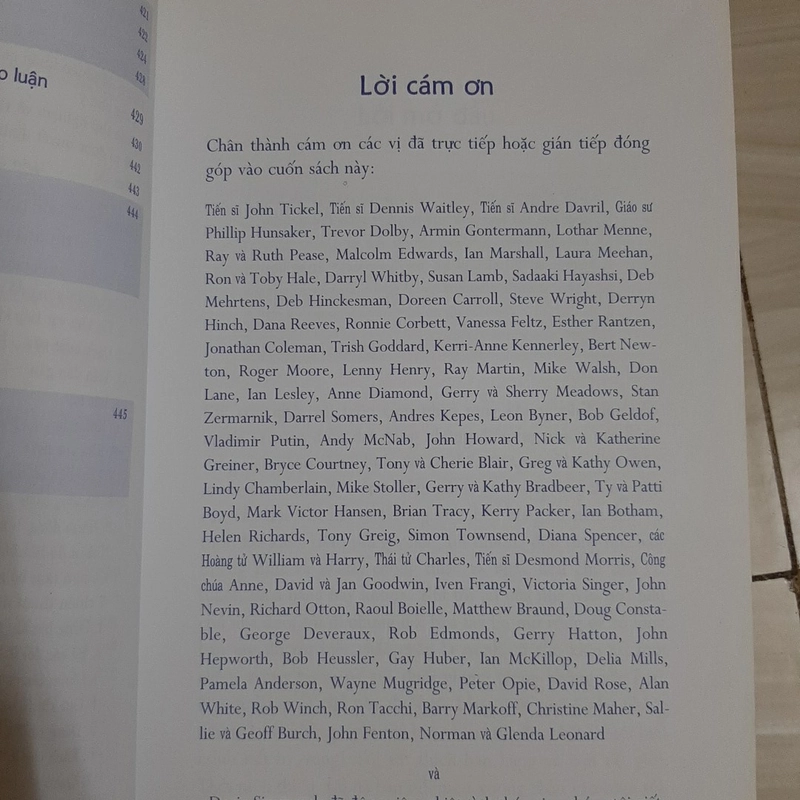 421
422
424
428
o luận
429
430
442
443
444
445
Lời cám ơn
Chân thành cám ơn các vị đã trực tiếp hoặc gián tiếp đóng
góp vào cuốn sách này:
Tiến sĩ John Tickel, Tiến sĩ Dennis Waitley, Tiến sĩ Andre Davril, Giáo sư
Phillip Hunsaker, Trevor Dolby, Armin Gontermann, Lothar Menne,
Ray và Ruth Pease, Malcolm Edwards, Ian Marshall, Laura Meehan,
Ron và Toby Hale, Darryl Whitby, Susan Lamb, Sadaaki Hayashsi, Deb
Mehrtens, Deb Hinckesman, Doreen Carroll, Steve Wright, Derryn
Hinch, Dana Reeves, Ronnie Corbett, Vanessa Feltz, Esther Rantzen,
Jonathan Coleman, Trish Goddard, Kerri-Anne Kennerley, Bert New-
ton, Roger Moore, Lenny Henry, Ray Martin, Mike Walsh, Don
Lane, Ian Lesley, Anne Diamond, Gerry và Sherry Meadows, Stan
Zermarnik, Darrel Somers, Andres Kepes, Leon Byner, Bob Geldof,
Vladimir Putin, Andy McNab, John Howard, Nick và Katherine
Greiner, Bryce Courtney, Tony và Cherie Blair, Greg và Kathy Owen,
Lindy Chamberlain, Mike Stoller, Gerry và Kathy Bradbeer, Ty và Patti
Boyd, Mark Victor Hansen, Brian Tracy, Kerry Packer, Ian Botham,
Helen Richards, Tony Greig, Simon Townsend, Diana Spencer, các
Hoàng tử William và Harry, Thái tử Charles, Tiến sĩ Desmond Morris, Công
chúa Anne, David và Jan Goodwin, Iven Frangi, Victoria Singer, John
Nevin, Richard Otton, Raoul Boielle, Matthew Braund, Doug Consta-
ble, George Deveraux, Rob Edmonds, Gerry Hatton, John
Hepworth, Bob Heussler, Gay Huber, Ian McKillop, Delia Mills,
Pamela Anderson, Wayne Mugridge, Peter Opie, David Rose, Alan
White, Rob Winch, Ron Tacchi, Barry Markoff, Christine Maher, Sal-
lie và Geoff Burch, John Fenton, Norman và Glenda Leonard
và